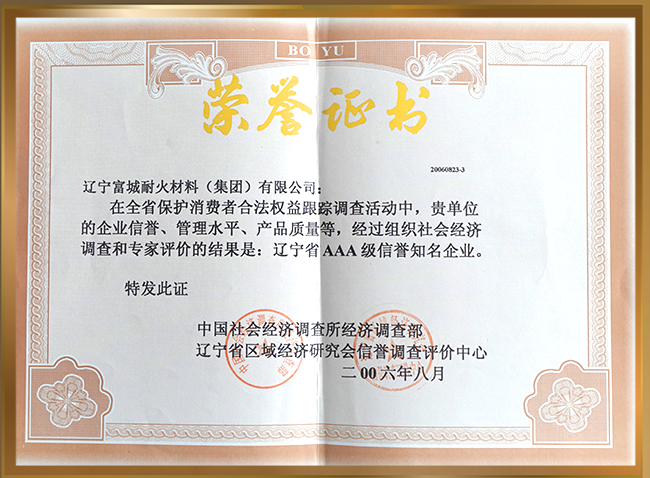 BO YU
荣誉证书
20060823-3
辽宁富城耐火材料（集团）有限公司：
在全省保护消费者合法权益跟踪调查活动中，贵单位
的企业信誉、管理水平、产品质量等，经过组织社会经济
调查和专家评价的结果是：辽宁省 AAA 级信誉知名企业。
特发此证
中国社会经济调查所经济调查部
辽宁省区域经济研究会信誉调查评价中心
二00六年八月